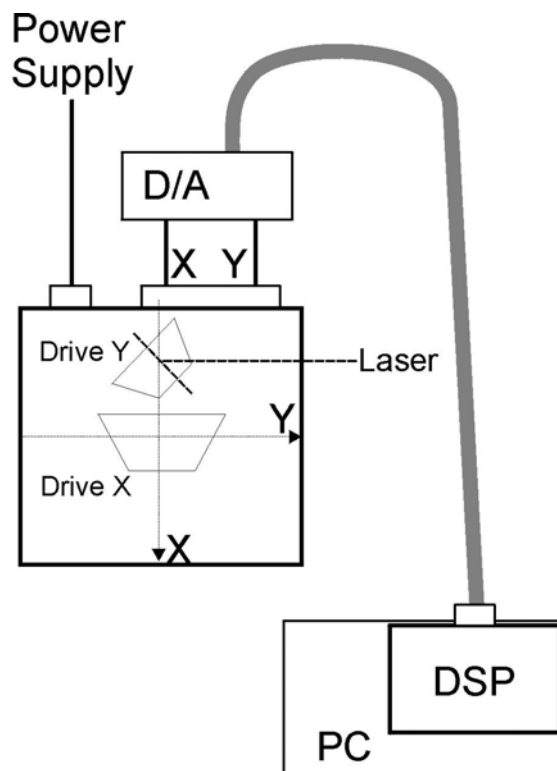 Power
Supply
D/A
X Y
Drive Y
Laser
Y
Drive X
X
DSP
PC